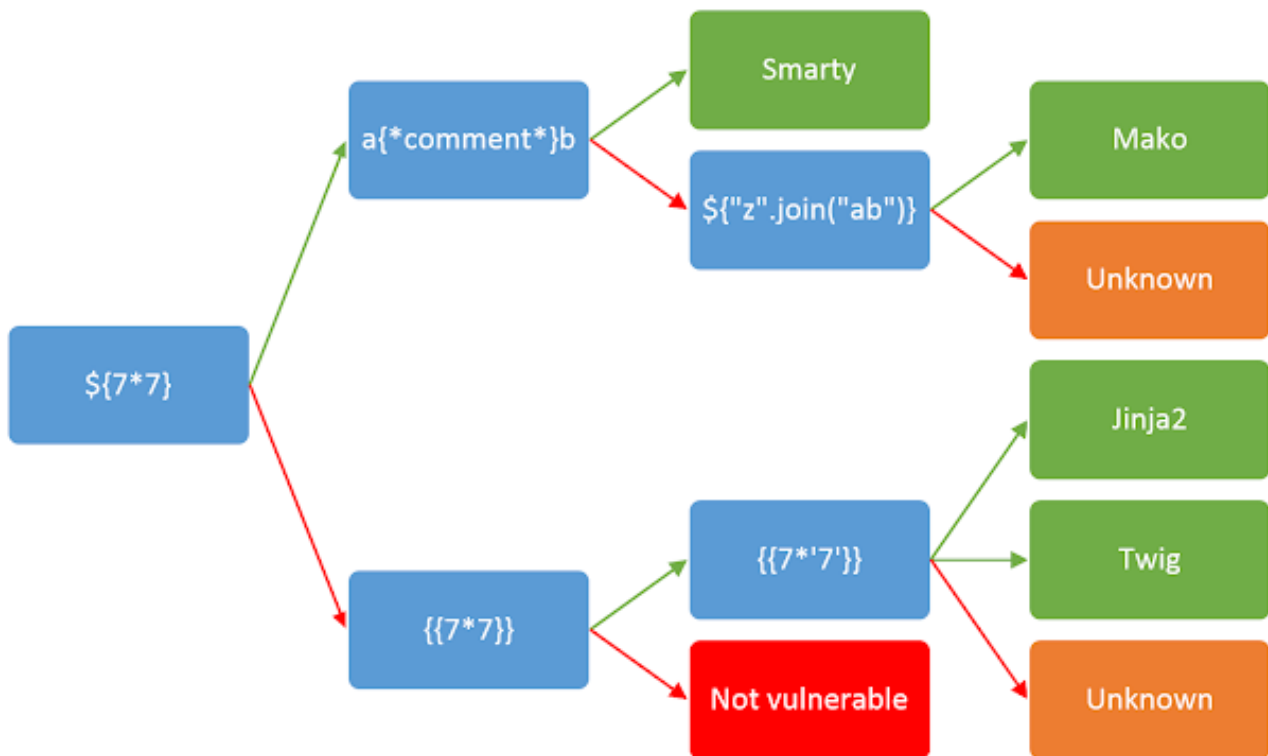 Smarty
a{*comment*}b
Mako
${"z".join("ab")}
Unknown
${7*7}
Jinja2
{{7*'7'}}
Twig
{{7*7}}
Not vulnerable
Unknown